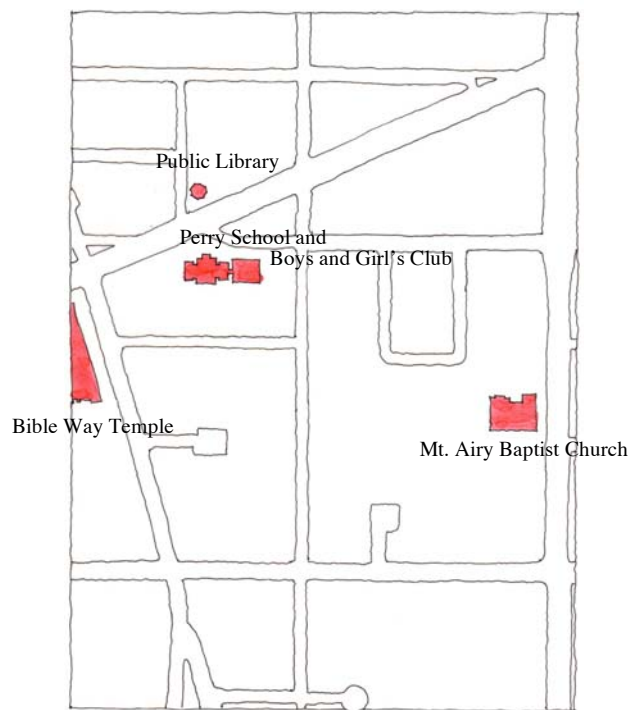 Public Library
Perry School and
Boys and Girl's Club
Bible Way Temple
Mt. Airy Baptist Church